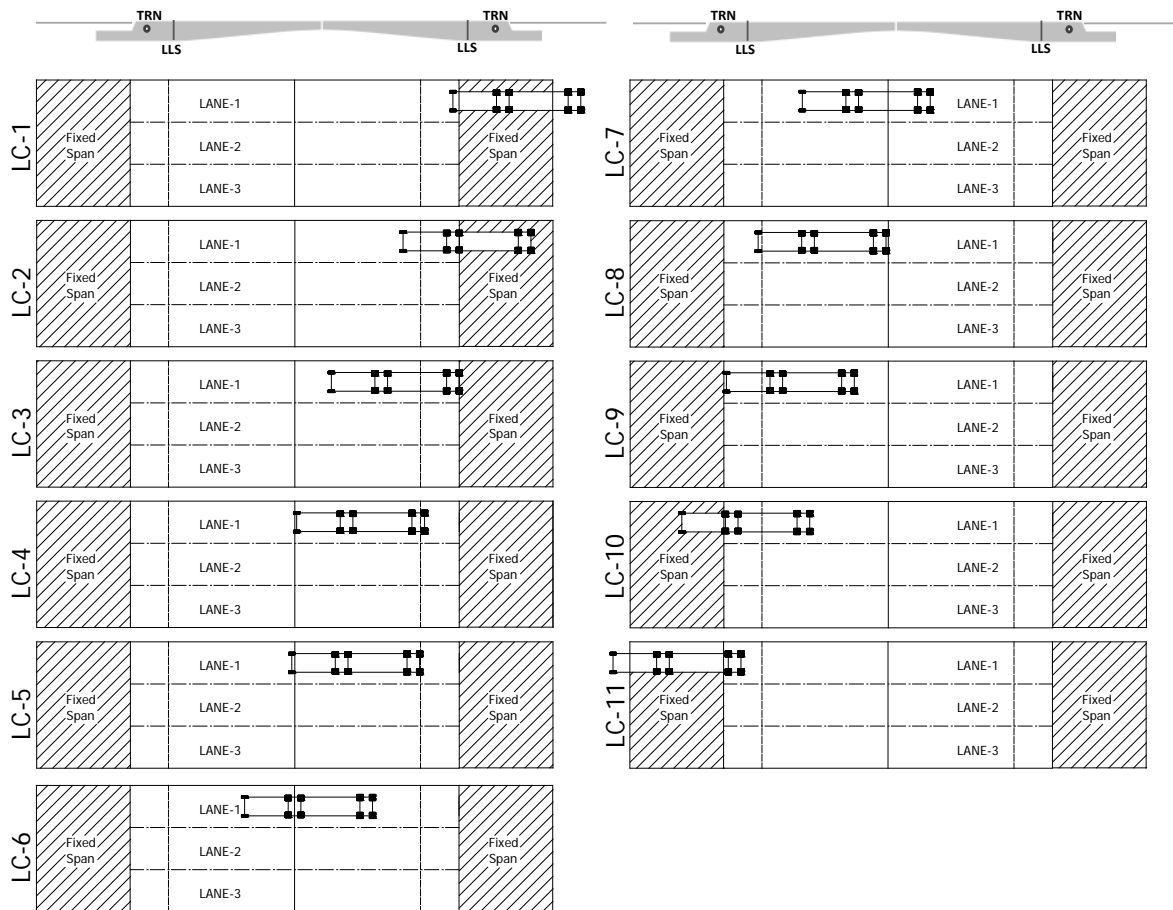 TRN TRN
LLS LLS
TRN TRN
LLS LLS
LC-1
Fixed
Span
LANE-1
LANE-2
LANE-3
Fixed
Span
LC-7
Fixed
Span
LANE-1
LANE-2
LANE-3
Fixed
Span
LC-2
Fixed
Span
LANE-1
LANE-2
LANE-3
Fixed
Span
LC-8
Fixed
Span
LANE-1
LANE-2
LANE-3
Fixed
Span
LC-3
Fixed
Span
LANE-1
LANE-2
LANE-3
Fixed
Span
LC-9
Fixed
Span
LANE-1
LANE-2
LANE-3
Fixed
Span
LC-4
Fixed
Span
LANE-1
LANE-2
LANE-3
Fixed
Span
LC-10
Fixed
Span
LANE-1
LANE-2
LANE-3
Fixed
Span
LC-5
Fixed
Span
LANE-1
LANE-2
LANE-3
Fixed
Span
LC-11
Fixed
Span
LANE-1
LANE-2
LANE-3
Fixed
Span
LC-6
Fixed
Span
LANE-1
LANE-2
LANE-3
Fixed
Span